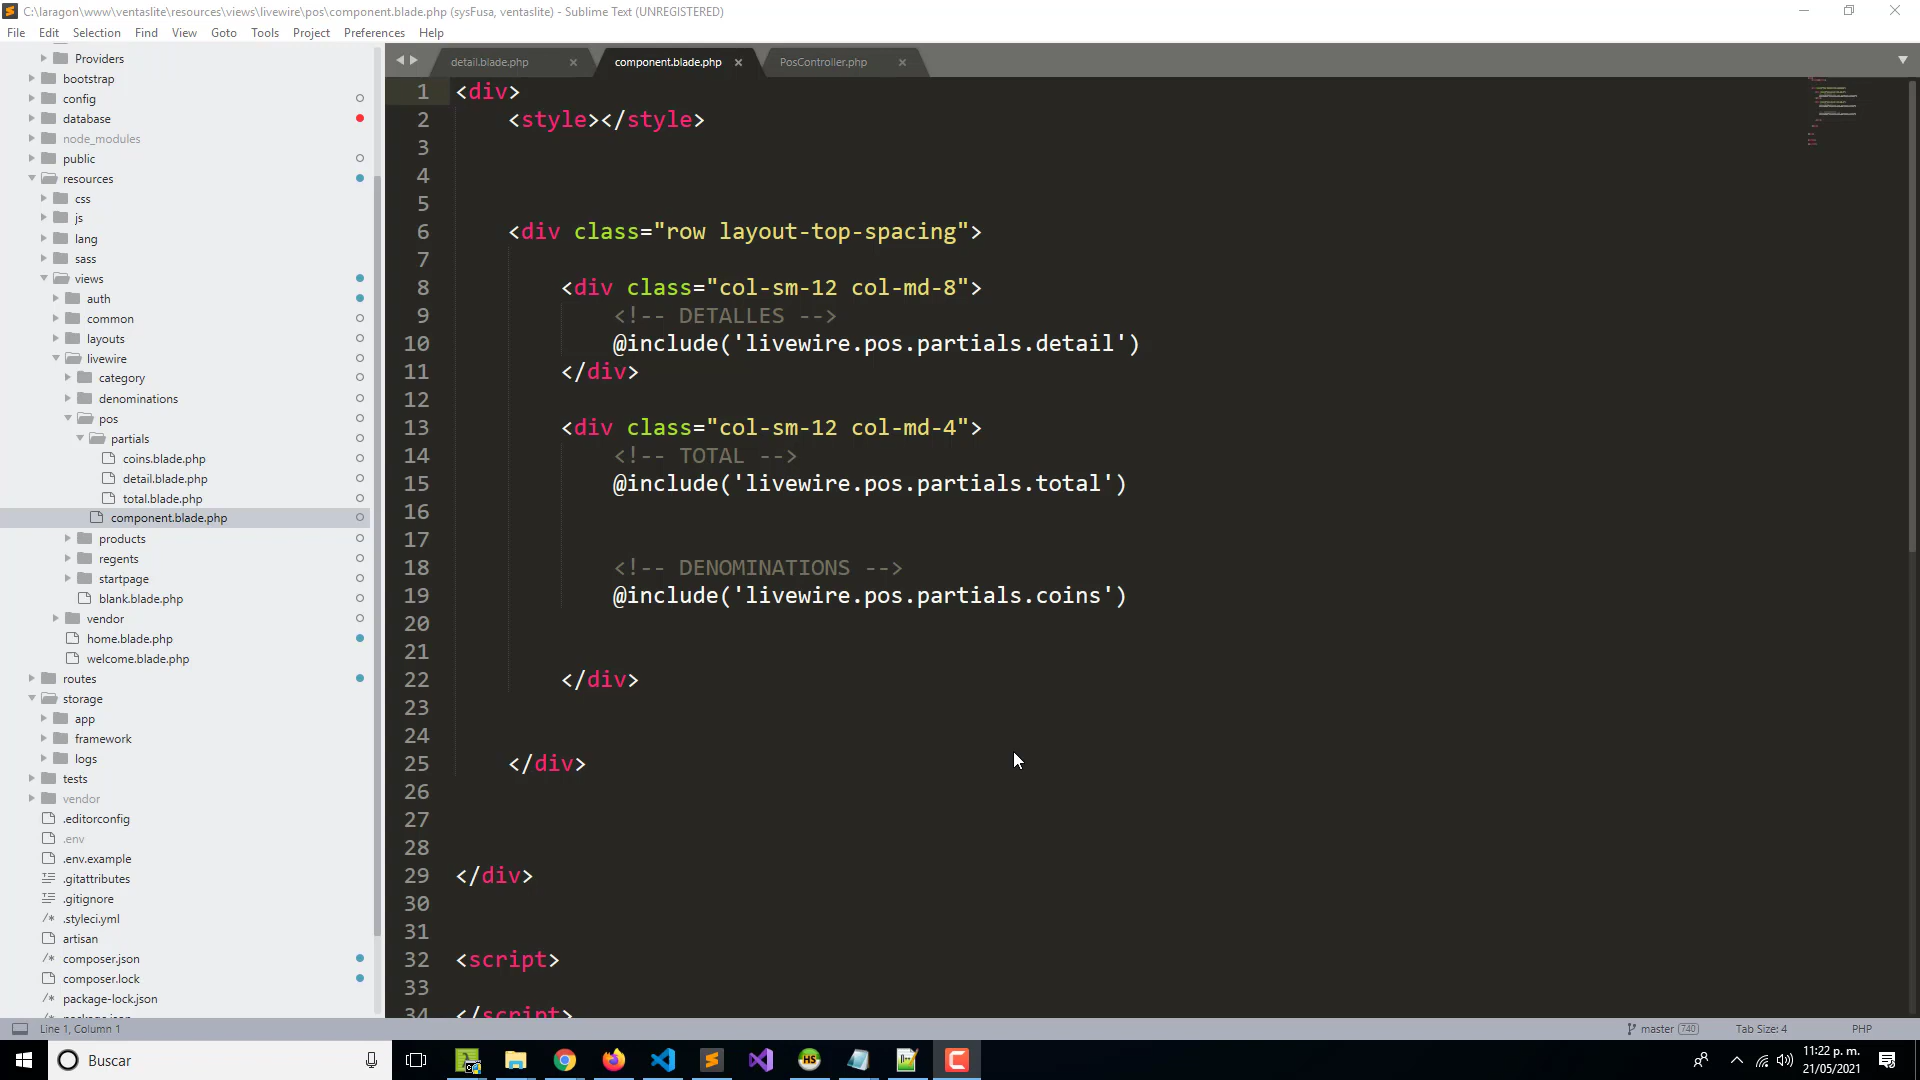 C:\laragon\www\ventaslite\resources\views\livewire\pos\component.blade.php (sysFusa, ventaslite) - Sublime Text (UNREGISTERED)
File Edit Selection Find View Goto Tools Project Preferences Help
Providers
bootstrap
config
database
node_modules
public
resources
css
js
lang
sass
views
auth
common
layouts
livewire
category
denominations
pos
partials
coins.blade.php
detail.blade.php
total.blade.php
component.blade.php
products
regents
startpage
blank.blade.php
vendor
home.blade.php
welcome.blade.php
routes
storage
app
framework
logs
tests
vendor
.editorconfig
.env
.env.example
.gitattributes
.gitignore
.styleci.yml
artisan
composer.json
composer.lock
package-lock.json
detail.blade.php component.blade.php PosController.php
1 <div>
2 <style></style>
3
4
5
6 <div class="row layout-top-spacing">
7
8 <div class="col-sm-12 col-md-8">
9 <!-- DETALLES -->
10 @include('livewire.pos.partials.detail')
11 </div>
12
13 <div class="col-sm-12 col-md-4">
14 <!-- TOTAL -->
15 @include('livewire.pos.partials.total')
16
17
18 <!-- DENOMINATIONS -->
19 @include('livewire.pos.partials.coins')
20
21
22 </div>
23
24
25 </div>
26
27
28
29 </div>
30
31
32 <script>
33
34 </script>
Line 1, Column 1 master 740 Tab Size: 4 PHP
Buscar
HS
11:22 p. m.
21/05/2021